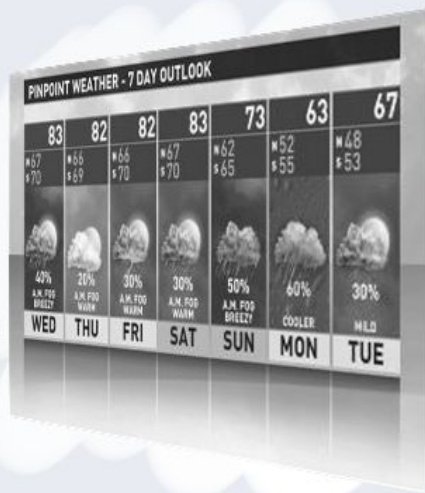 PINPOINT WEATHER - 7 DAY OUTLOOK
83 82 82 83 73 63 67
N67 N66 N66 N67 N62 N52 N48
S70 S69 S70 S70 S65 S55 S53
40% 20% 30% 30% 50% 60% 30%
A.M. FOG A.M. FOG A.M. FOG A.M. FOG A.M. FOG COOLER MILD
BREEZY WARM WARM WARM BREEZY
WED THU FRI SAT SUN MON TUE